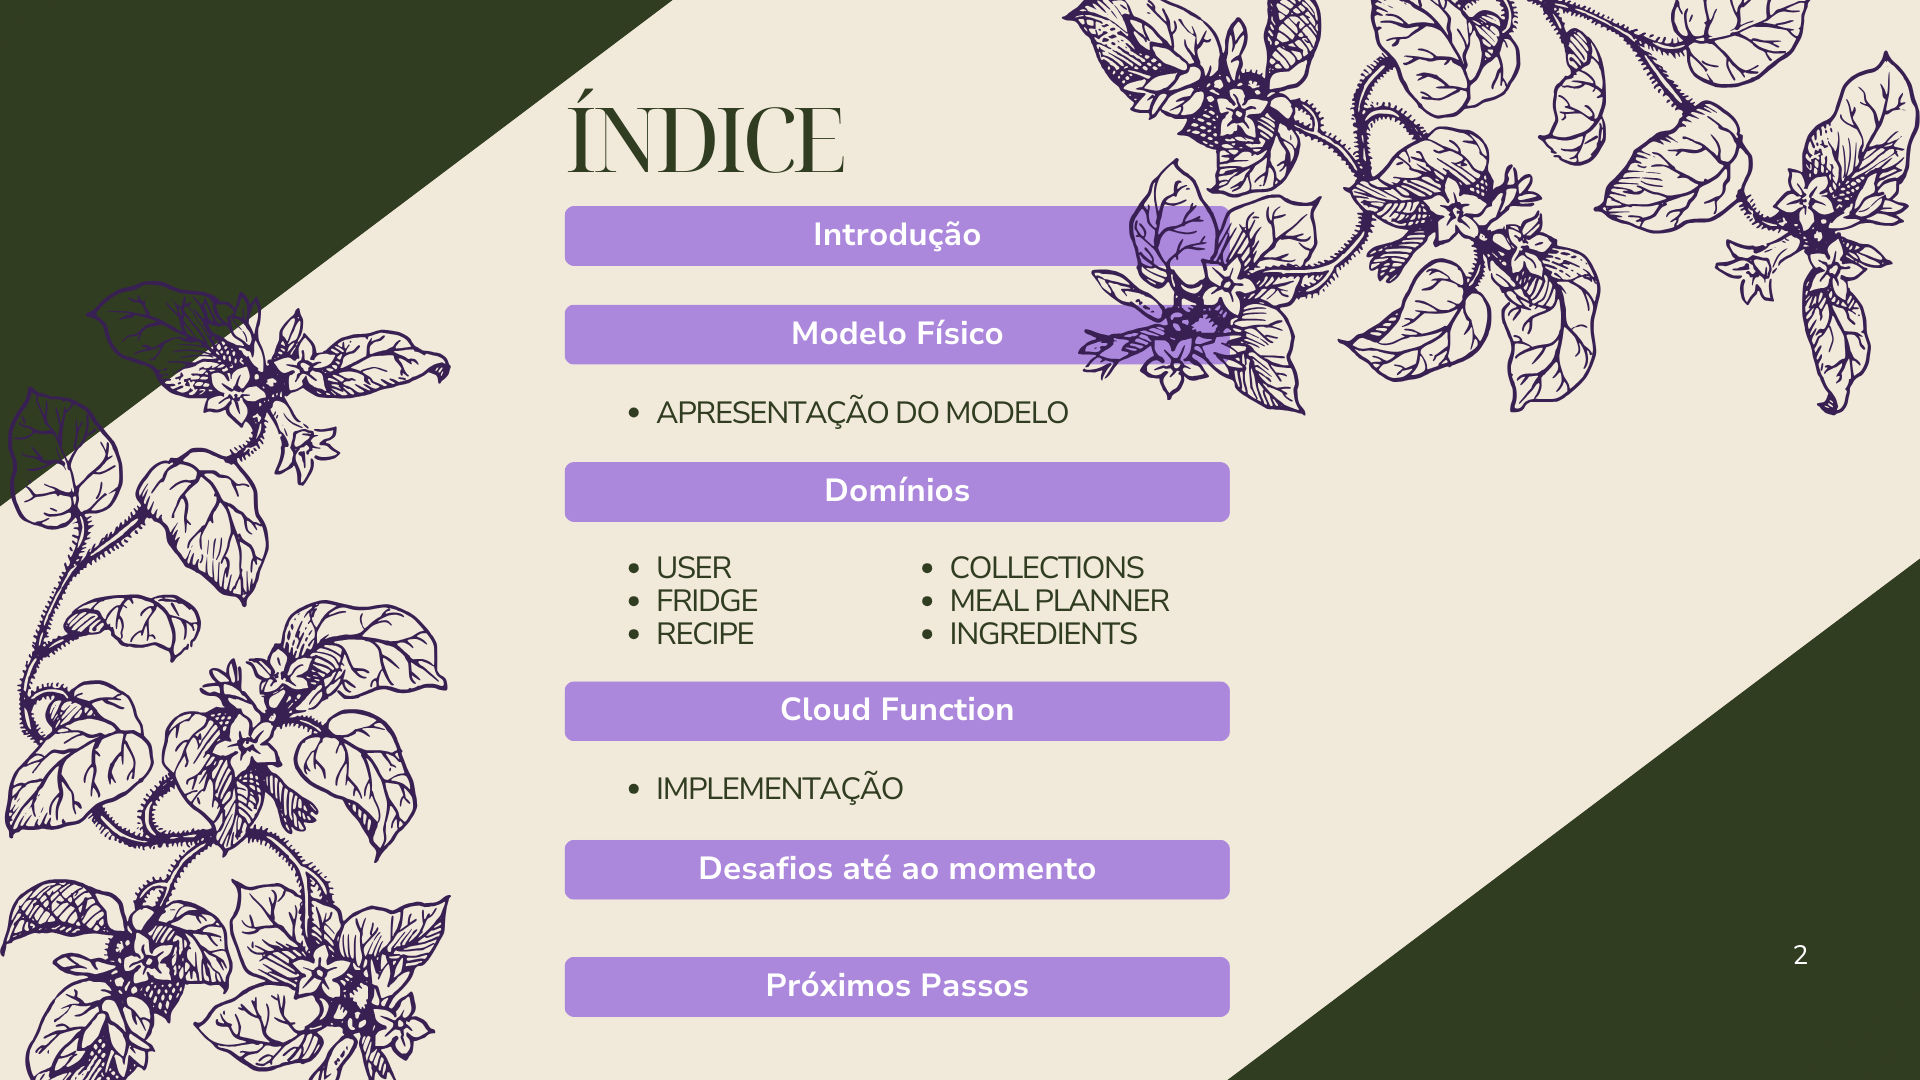 ÍNDICE
Introdução
Modelo Físico
• APRESENTAÇÃO DO MODELO
Domínios
• USER
• FRIDGE
• RECIPE
• COLLECTIONS
• MEAL PLANNER
• INGREDIENTS
Cloud Function
• IMPLEMENTAÇÃO
Desafios até ao momento
Próximos Passos
2